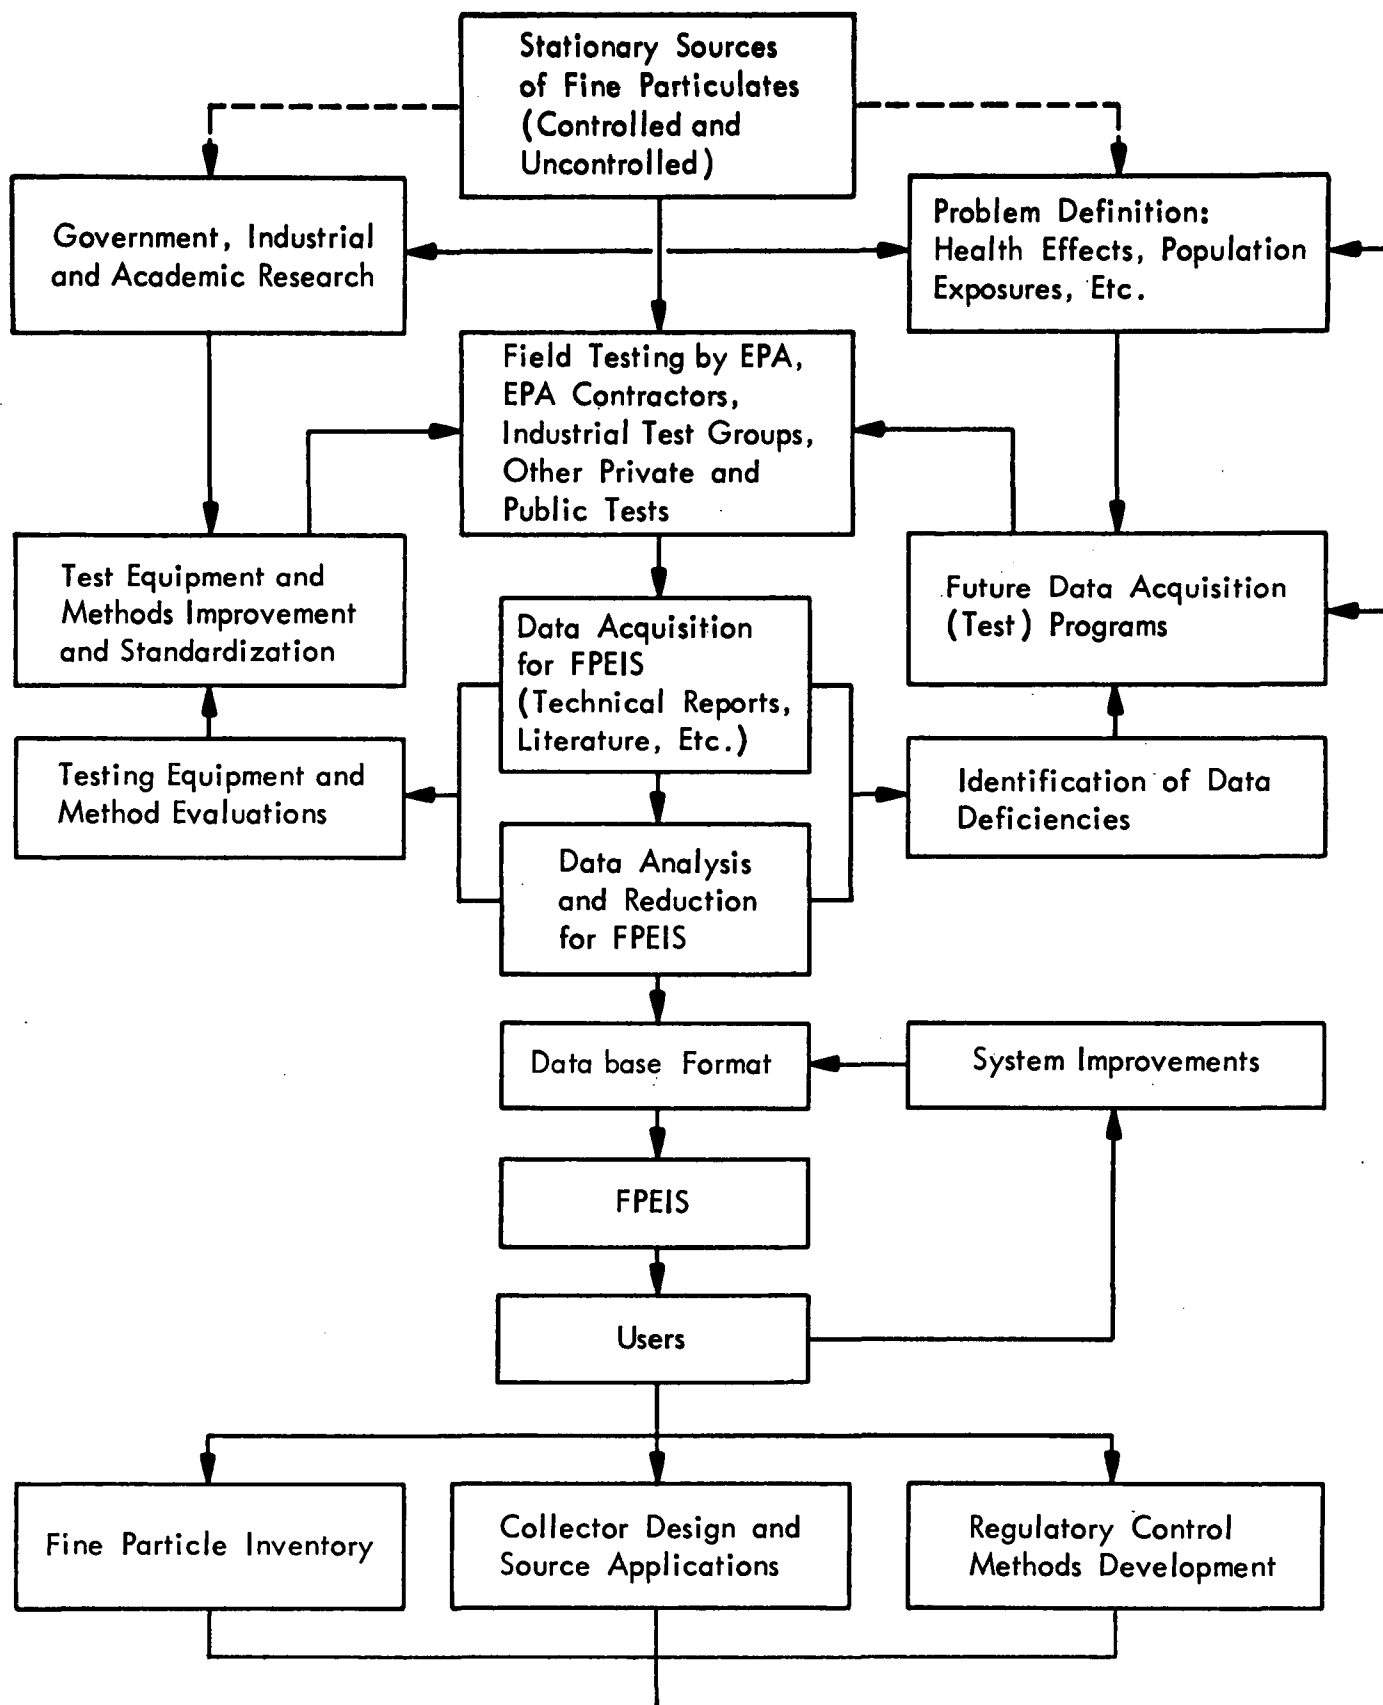 Stationary Sources
of Fine Particulates
(Controlled and
Uncontrolled)
Government, Industrial
and Academic Research
Problem Definition:
Health Effects, Population
Exposures, Etc.
Field Testing by EPA,
EPA Contractors,
Industrial Test Groups,
Other Private and
Public Tests
Test Equipment and
Methods Improvement
and Standardization
Data Acquisition
for FPEIS
(Technical Reports,
Literature, Etc.)
Future Data Acquisition
(Test) Programs
Testing Equipment and
Method Evaluations
Identification of Data
Deficiencies
Data Analysis
and Reduction
for FPEIS
Data base Format
System Improvements
FPEIS
Users
Fine Particle Inventory
Collector Design and
Source Applications
Regulatory Control
Methods Development